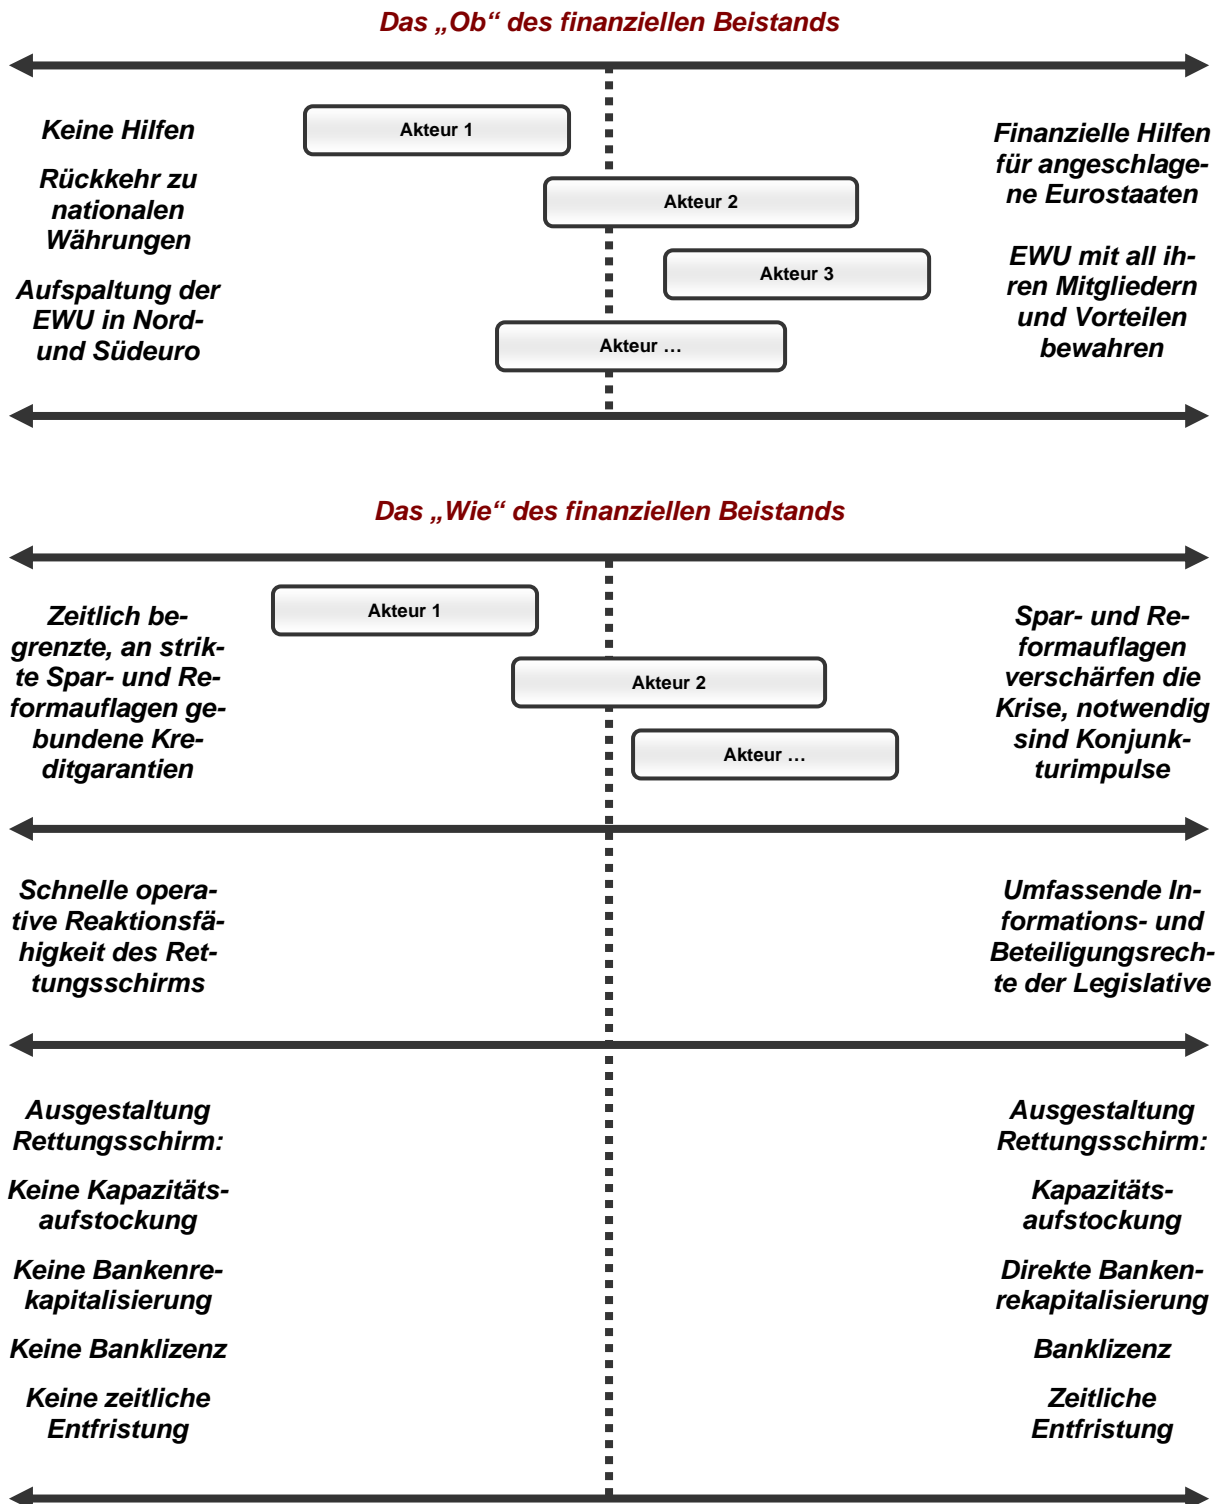 Das „Ob“ des finanziellen Beistands
Keine Hilfen
Rückkehr zu
nationalen
Währungen
Aufspaltung der
EWU in Nord-
und Südeuro
Akteur 1
Akteur 2
Akteur 3
Akteur …
Finanzielle Hilfen
für angeschlage-
ne Eurostaaten
EWU mit all ih-
ren Mitgliedern
und Vorteilen
bewahren
Das „Wie“ des finanziellen Beistands
Zeitlich be-
grenzte, an strik-
te Spar- und Re-
formauflagen ge-
bundene Kre-
ditgarantien
Akteur 1
Akteur 2
Akteur …
Spar- und Re-
formauflagen
verschärfen die
Krise, notwendig
sind Konjunk-
turimpulse
Schnelle opera-
tive Reaktionsfä-
higkeit des Ret-
tungsschirms
Umfassende In-
formations- und
Beteiligungsrech-
te der Legislative
Ausgestaltung
Rettungsschirm:
Keine Kapazitäts-
aufstockung
Keine Bankenre-
kapitalisierung
Keine Banklizenz
Keine zeitliche
Entfristung
Ausgestaltung
Rettungsschirm:
Kapazitäts-
aufstockung
Direkte Banken-
rekapitalisierung
Banklizenz
Zeitliche
Entfristung